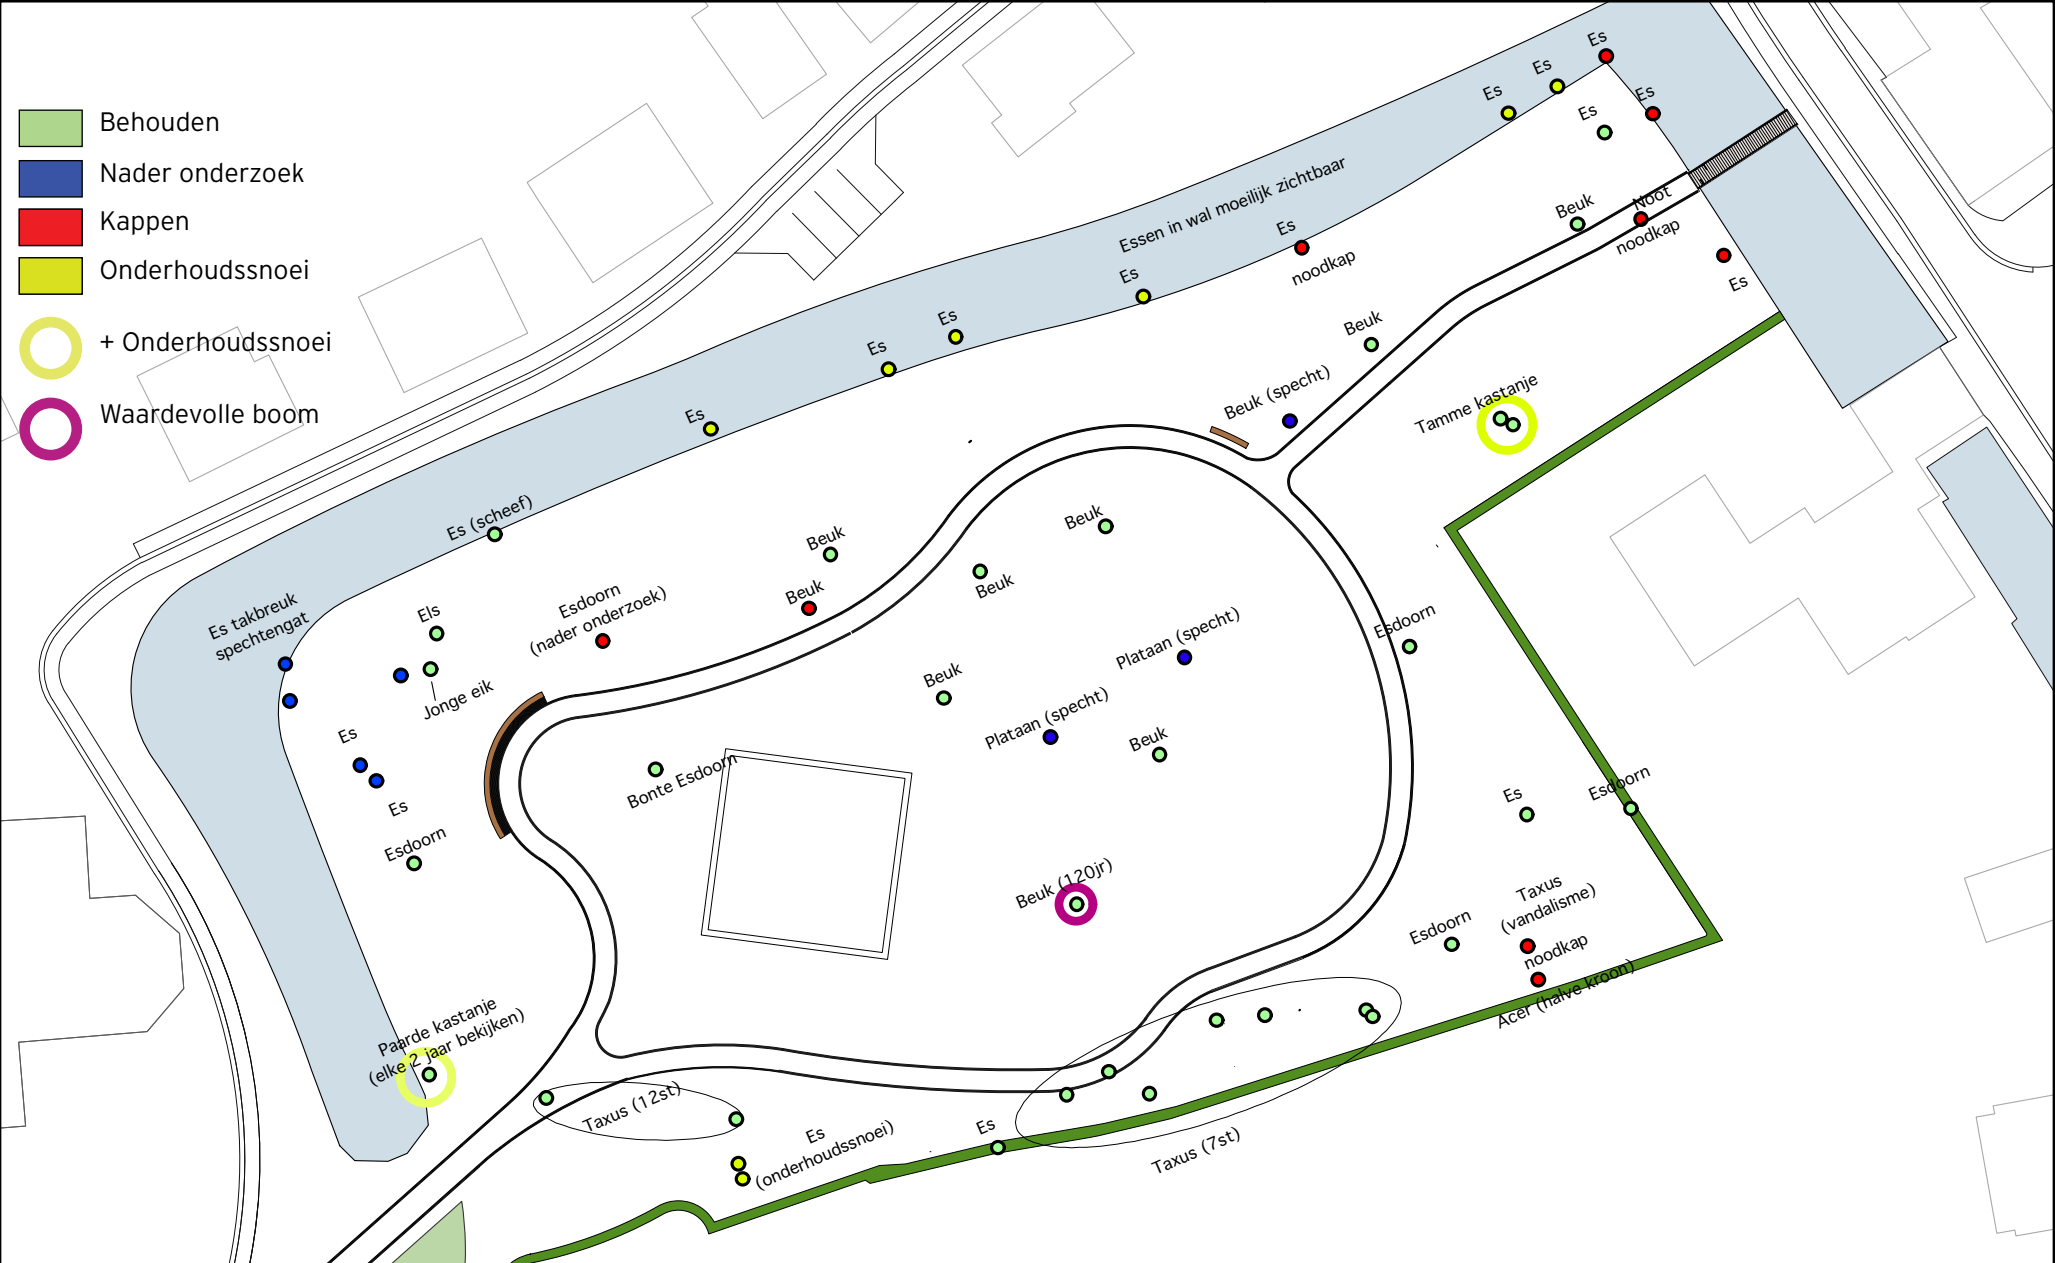 Behouden
Nader onderzoek
Kappen
Onderhoudssnoei
+ Onderhoudssnoei
Waardevolle boom
Es
Es
Es
Es
Es
Essen in wal moeilijk zichtbaar
Beuk
Noot
noodkap
Es
Es
noodkap
Es
Es
Es
Es
Beuk
Beuk (specht)
Tamme kastanje
Es (scheef)
Beuk
Beuk
Beuk
Beuk
Esdoorn
(nader onderzoek)
Els
Es takbreuk
spechtengat
Jonge eik
Es
Es
Esdoorn
Plataan (specht)
Plataan (specht)
Beuk
Beuk
Esdoorn
Bonte Esdoorn
Es
Esdoorn
Beuk (120jr)
Taxus
(vandalisme)
Esdoorn
noodkap
Acer (halve kroon)
Paarde kastanje
(elke 2 jaar bekijken)
Taxus (12st)
Es
(onderhoudssnoei)
Es
Taxus (7st)